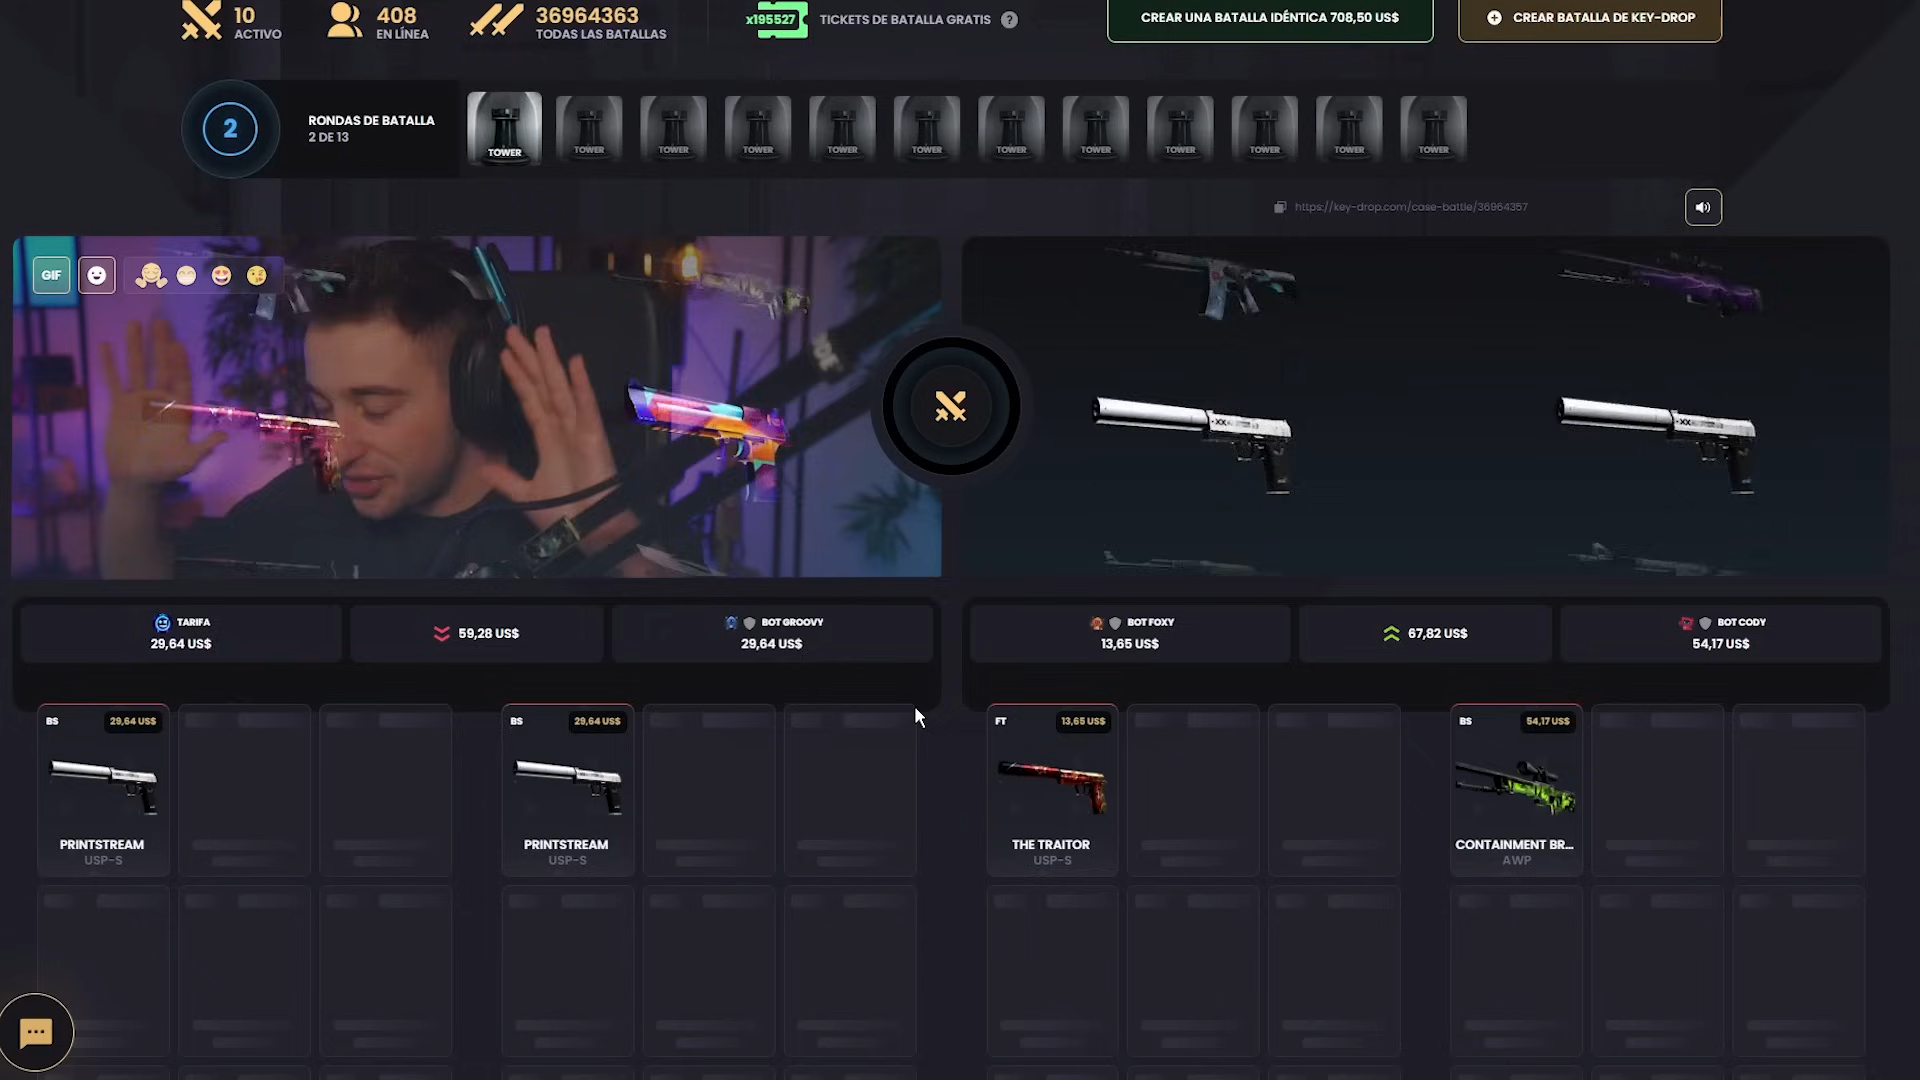 10
ACTIVO
408
EN LÍNEA
36964363
TODAS LAS BATALLAS
x195527
TICKETS DE BATALLA GRATIS
?
CREAR UNA BATALLA IDÉNTICA 708,50 US$
CREAR BATALLA DE KEY-DROP
2
RONDAS DE BATALLA
2 DE 13
TOWER
TOWER
TOWER
TOWER
TOWER
TOWER
TOWER
TOWER
TOWER
TOWER
TOWER
TOWER
https://key-drop.com/case-battle/36964357
GIF
TARIFA
29,64 US$
59,28 US$
BOT GROOVY
29,64 US$
BOT FOXY
13,65 US$
67,82 US$
BOT CODY
54,17 US$
BS
29,64 US$
PRINTSTREAM
USP-S
BS
29,64 US$
PRINTSTREAM
USP-S
FT
13,65 US$
THE TRAITOR
USP-S
BS
54,17 US$
CONTAINMENT BR...
AWP